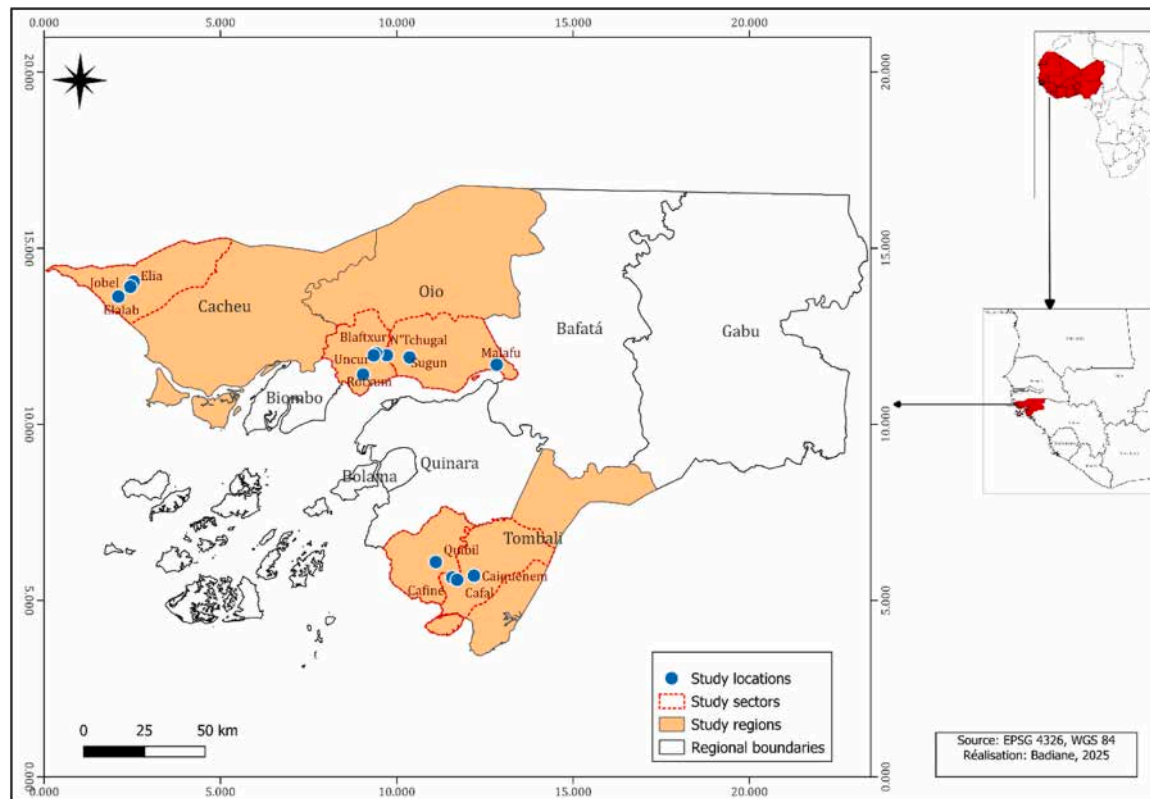 0.000 5.000 10.000 15.000 20.000
20.000 20.000
15.000 15.000
10.000 10.000
5.000 5.000
0.000 0.000
0.000 5.000 10.000 15.000 20.000
Elia
Jobel
Elalab
Cacheu
Oio
Blaftxur
N'Tchugal
Uncur
Sugun
Malafu
Rotxum
Biombo
Bafatá
Gabu
Quinara
Bolama
Tombali
Quibil
Caiquenem
Cafine
Cafal
0 25 50 km
Study locations
Study sectors
Study regions
Regional boundaries
Source: EPSG 4326, WGS 84
Réalisation: Badiane, 2025